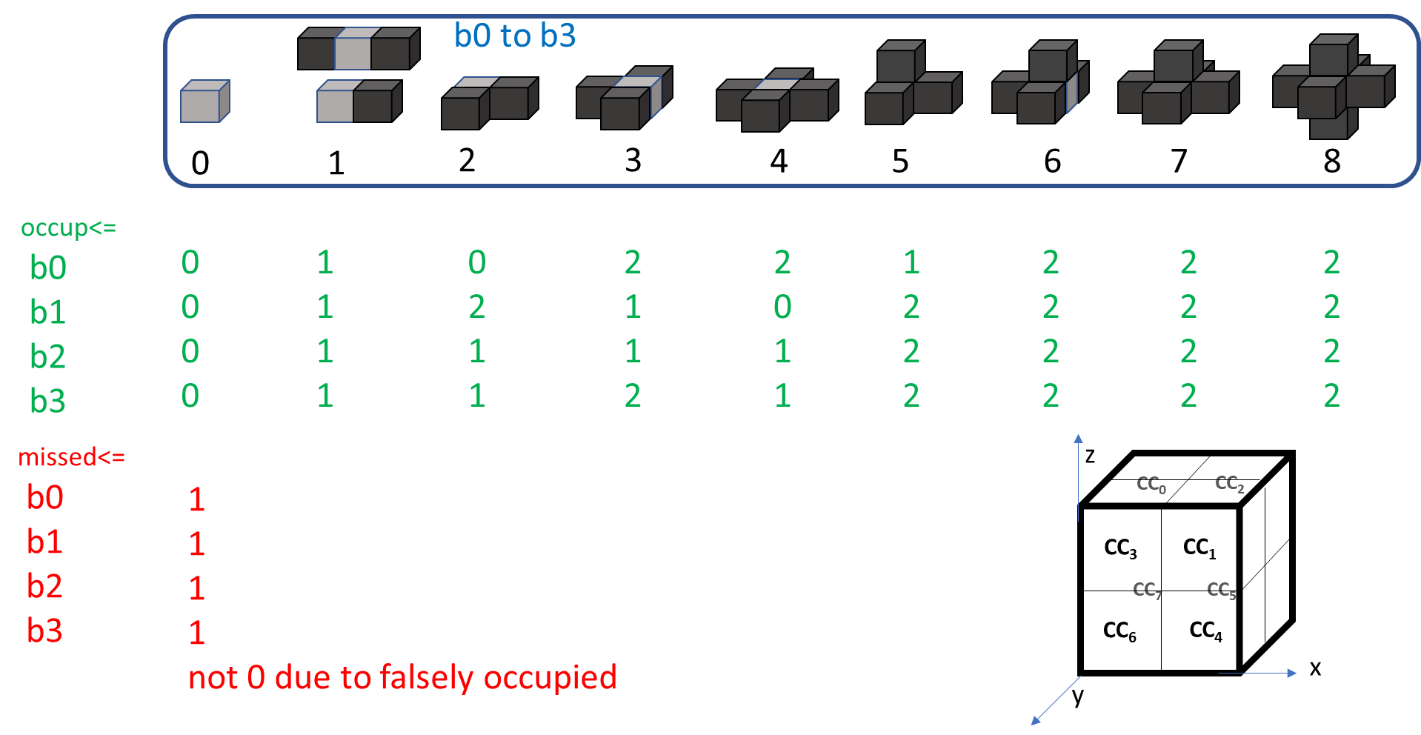 b0 to b3
0 1 2 3 4 5 6 7 8
occup<=
b0 0 1 0 2 2 1 2 2 2
b1 0 1 2 1 0 2 2 2 2
b2 0 1 1 1 1 2 2 2 2
b3 0 1 1 2 1 2 2 2 2
missed<=
b0 1
b1 1
b2 1
b3 1
not 0 due to falsely occupied
z
CC0 CC2
CC3 CC1
CC7 CC5
CC6 CC4
x
y